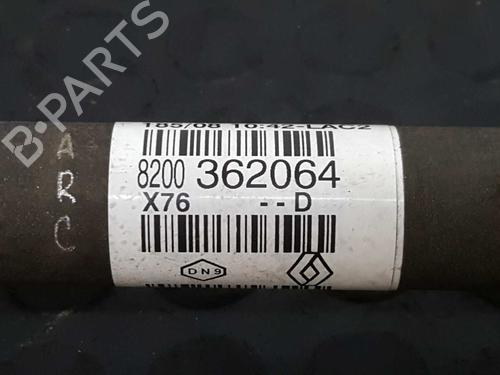 B-PARTS
185/08 10:42-LAC2
8200 362064
X76 --D
DN9
ARC